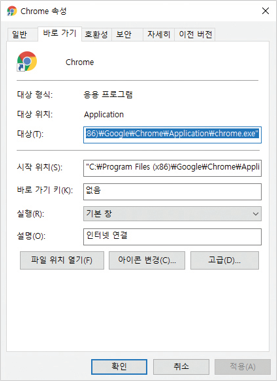 Chrome 속성
일반 바로 가기 호환성 보안 자세히 이전 버전
Chrome
대상 형식: 응용 프로그램
대상 위치: Application
대상(T): 86)₩Google₩Chrome₩Application₩chrome.exe"
시작 위치(S): "C:₩Program Files (x86)₩Google₩Chrome₩Appli
바로 가기 키(K): 없음
실행(R): 기본 창
설명(O): 인터넷 연결
파일 위치 열기(F) 아이콘 변경(C)... 고급(D)...
확인 취소 적용(A)